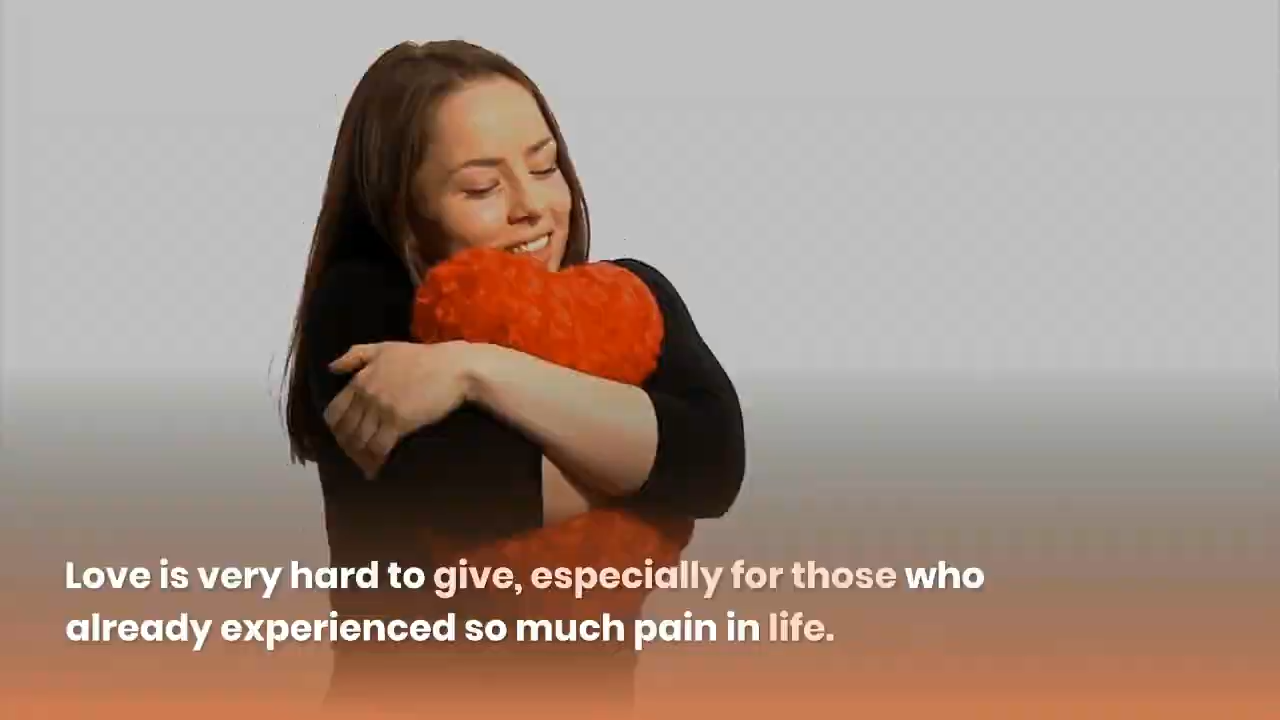 Love is very hard to give, especially for those who
already experienced so much pain in life.